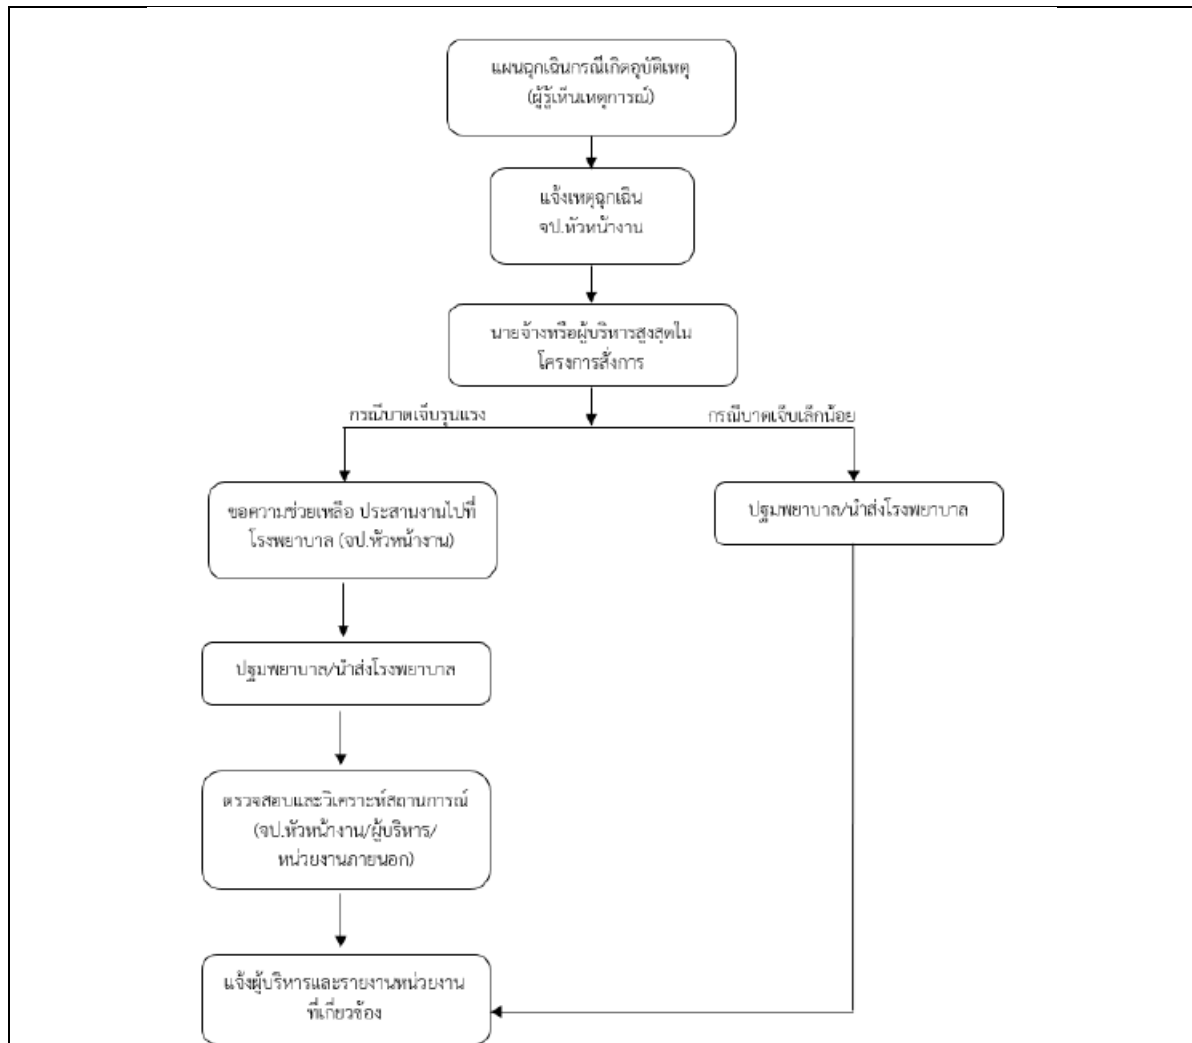 แผนฉุกเฉินกรณีเกิดอุบัติเหตุ
(ผู้รู้เห็นเหตุการณ์)
แจ้งเหตุฉุกเฉิน
จป.หัวหน้างาน
นายจ้างหรือผู้บริหารสูงสุดใน
โครงการสั่งการ
กรณีบาดเจ็บรุนแรง
กรณีบาดเจ็บเล็กน้อย
ขอความช่วยเหลือ ประสานงานไปที่
โรงพยาบาล (จป.หัวหน้างาน)
ปฐมพยาบาล/นำส่งโรงพยาบาล
ปฐมพยาบาล/นำส่งโรงพยาบาล
ตรวจสอบและวิเคราะห์สถานการณ์
(จป.หัวหน้างาน/ผู้บริหาร/
หน่วยงานภายนอก)
แจ้งผู้บริหารและรายงานหน่วยงาน
ที่เกี่ยวข้อง